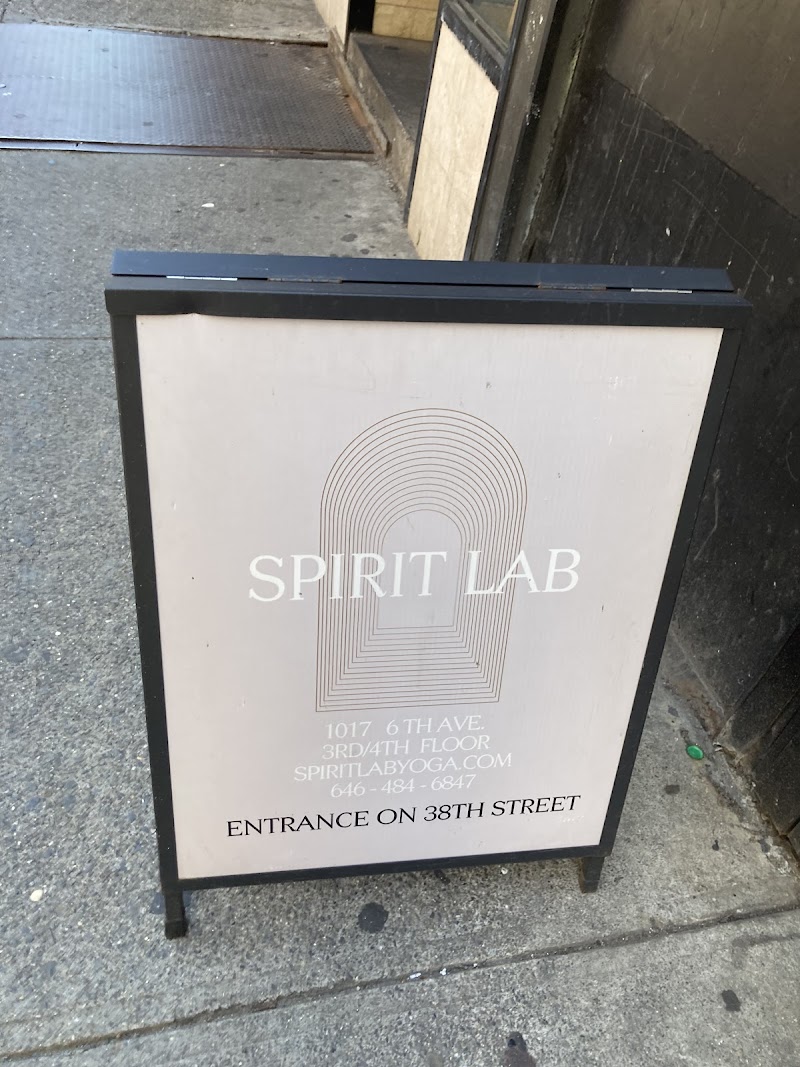 SPIRIT LAB
1017 6TH AVE.
3RD/4TH FLOOR
SPIRITLABYOGA.COM
646-484-6847
ENTRANCE ON 38TH STREET